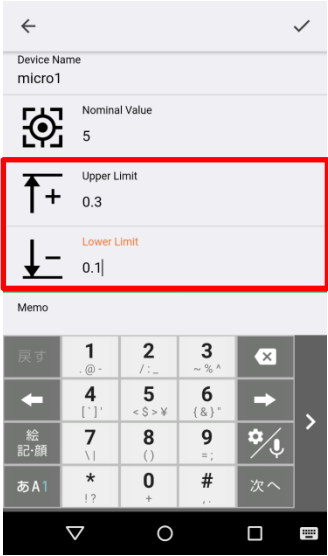 Device Name
micro1
Nominal Value
5
Upper Limit
0.3
Lower Limit
0.1
Memo
戻す
1
. @ -
2
/ : _
3
~ % ^
4
[ ` ] '
5
< $ > ¥
6
{ & } "
絵
記・顔
7
\ |
8
( )
9
= ;
あA1
*
! ?
0
+
#
, .
次へ